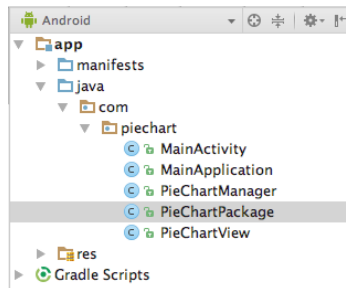 Android
app
manifests
java
com
piechart
MainActivity
MainApplication
PieChartManager
PieChartPackage
PieChartView
res
Gradle Scripts